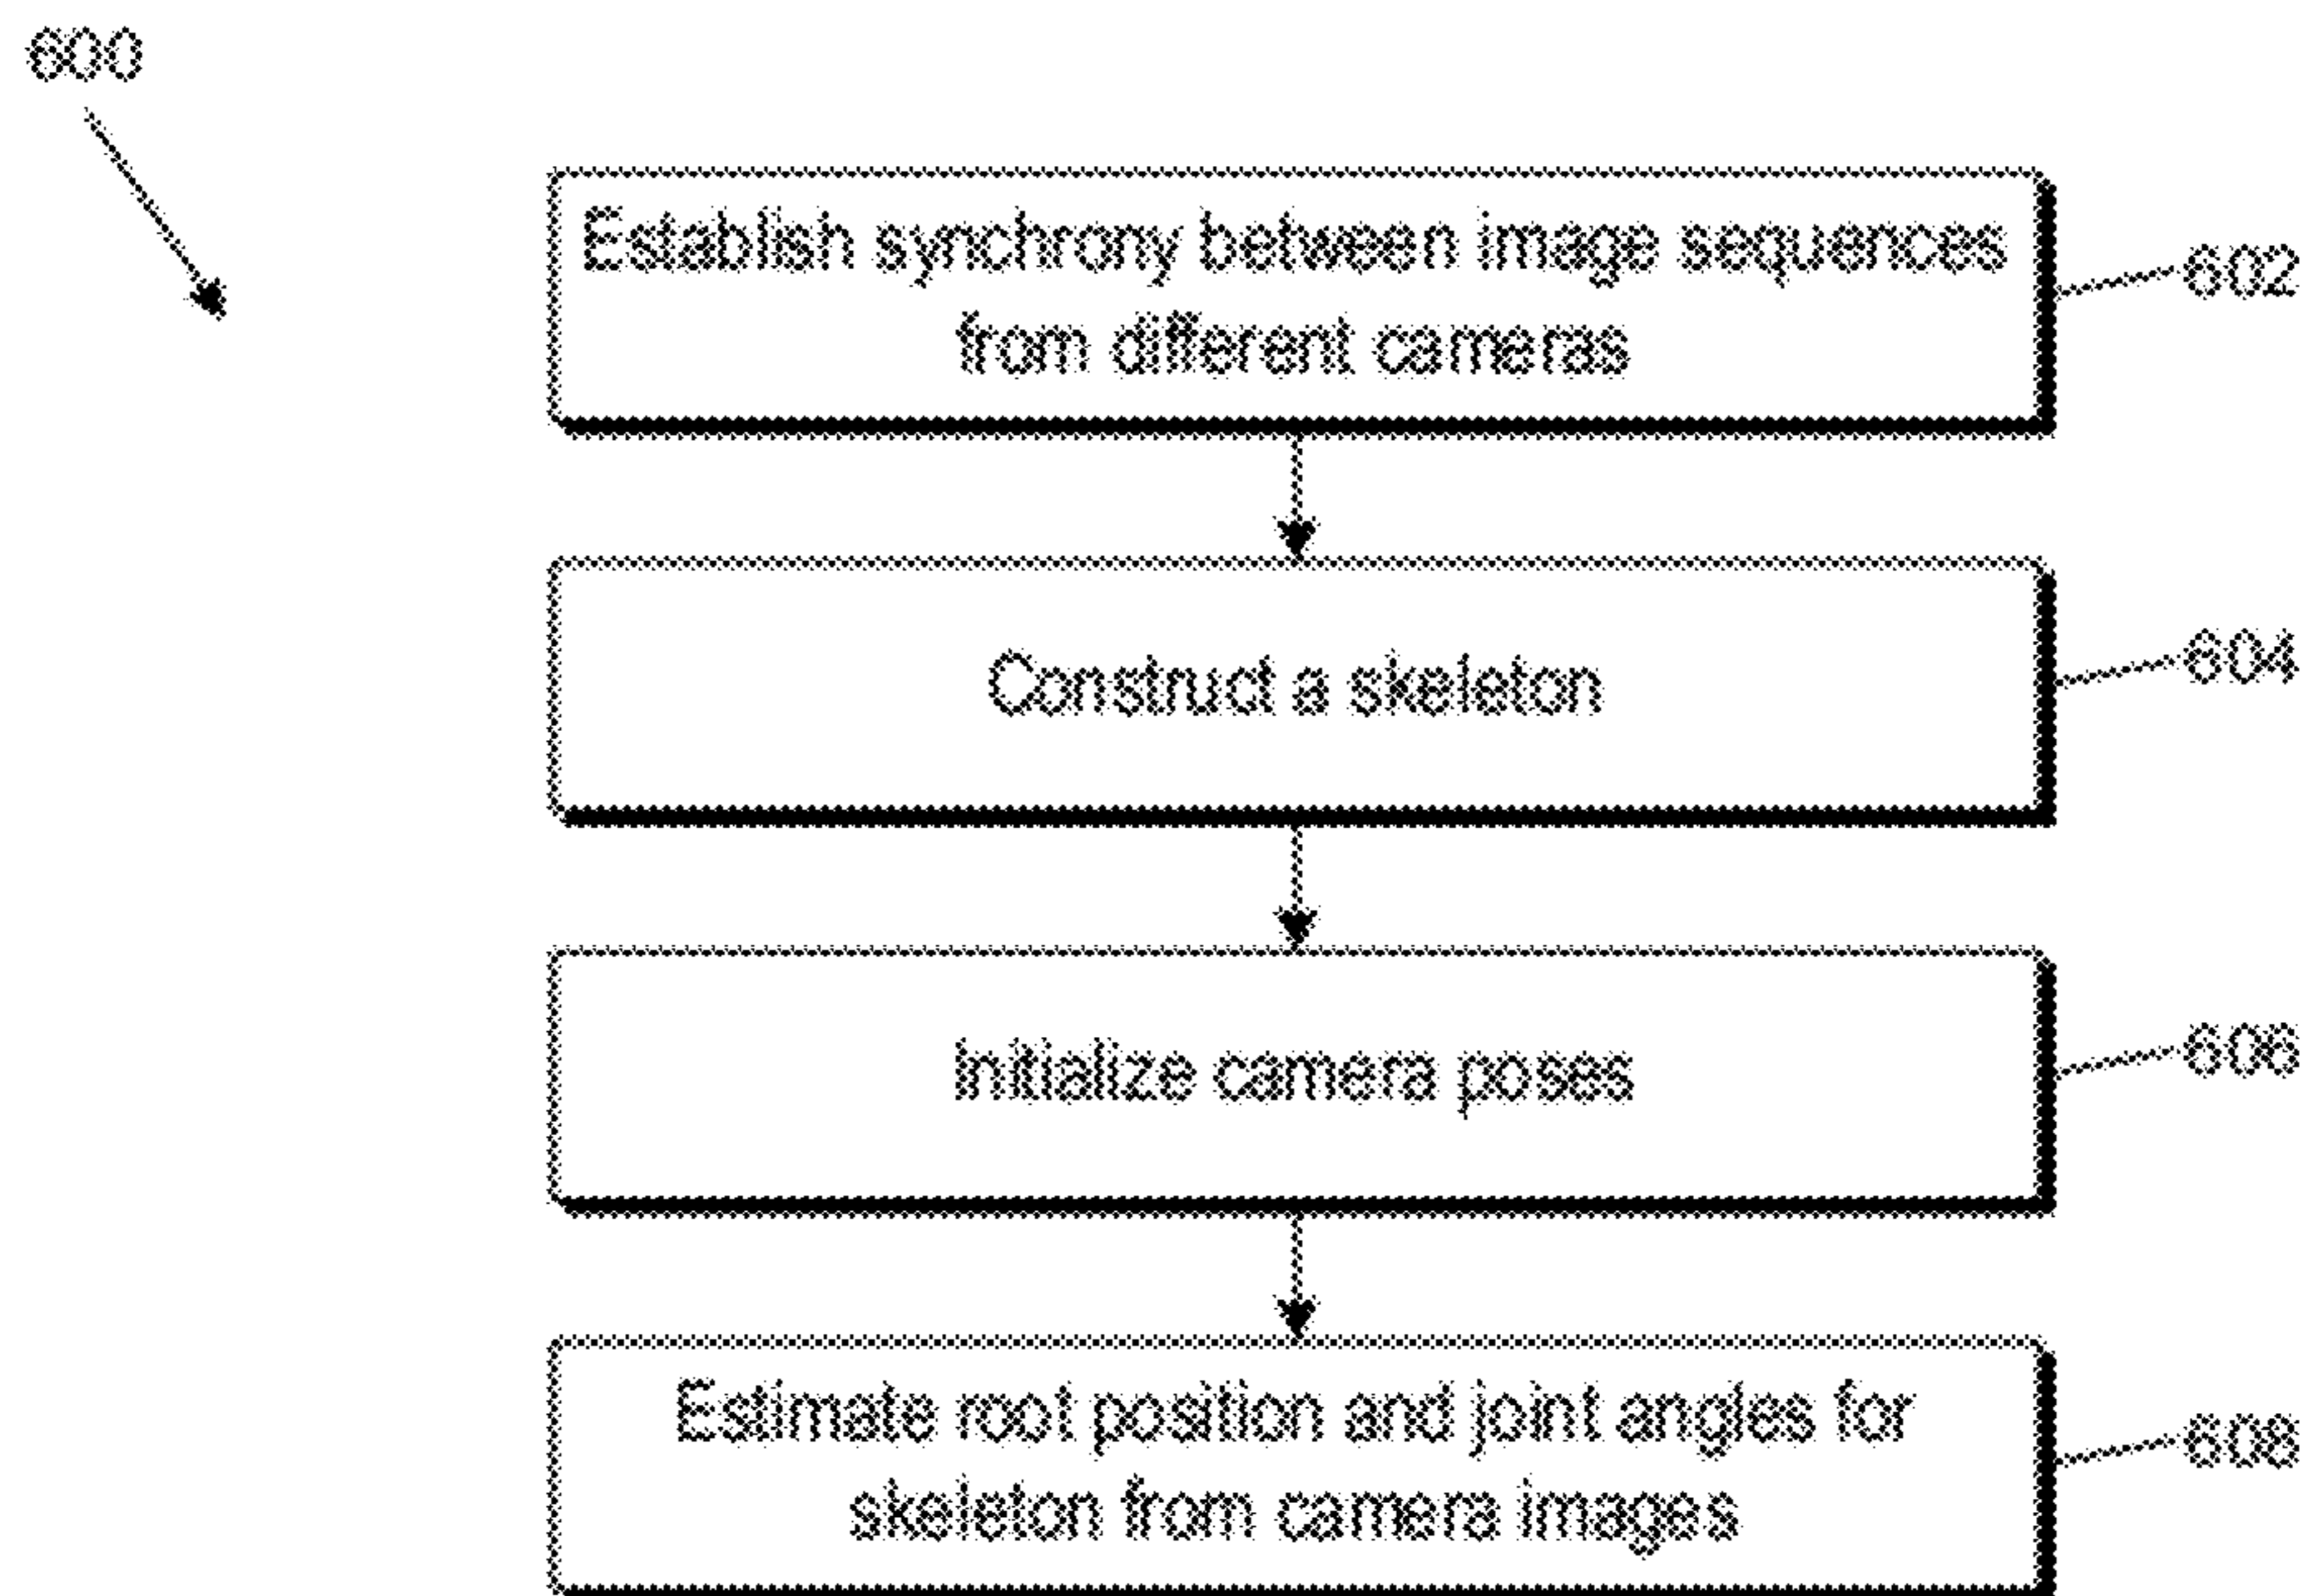 600
Establish synchrony between image sequences
from different cameras
602
Construct a skeleton
604
Initialize camera poses
606
Estimate root position and joint angles for
skeleton from camera images
608